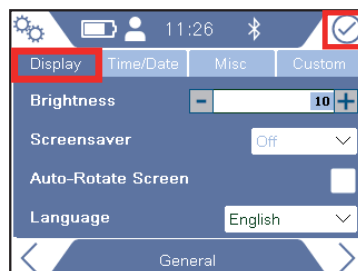 11:26
Display Time/Date Misc Custom
Brightness - 10 +
Screensaver Off
Auto-Rotate Screen
Language English
General